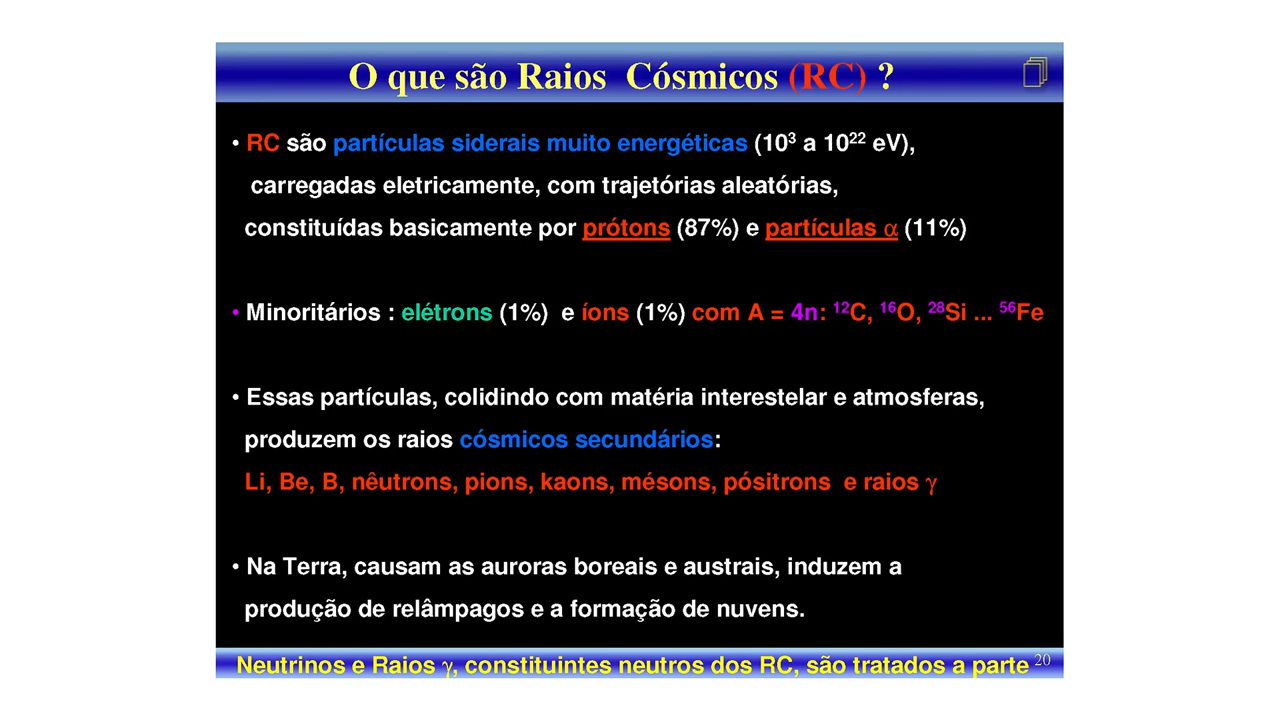 O que são Raios Cósmicos (RC) ?
• RC são partículas siderais muito energéticas (10³ a 10²² eV),
carregadas eletricamente, com trajetórias aleatórias,
constituídas basicamente por prótons (87%) e partículas α (11%)
• Minoritários : elétrons (1%) e íons (1%) com A = 4n: ¹²C, ¹⁶O, ²⁸Si ... ⁵⁶Fe
• Essas partículas, colidindo com matéria interestelar e atmosferas,
produzem os raios cósmicos secundários:
Li, Be, B, nêutrons, pions, kaons, mésons, pósitrons e raios γ
• Na Terra, causam as auroras boreais e austrais, induzem a
produção de relâmpagos e a formação de nuvens.
Neutrinos e Raios γ, constituintes neutros dos RC, são tratados a parte 20